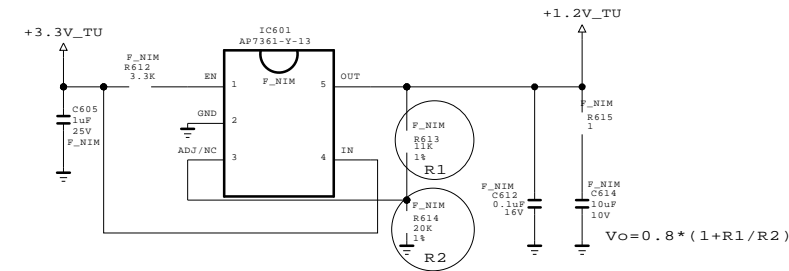 +3.3V_TU
F_NIM
R612
3.3K
C605
1uF
25V
F_NIM
IC601
AP7361-Y-13
F_NIM
EN
1
GND
2
ADJ/NC
3
5
OUT
4
IN
F_NIM
R613
11K
1%
R1
F_NIM
R614
20K
1%
R2
+1.2V_TU
F_NIM
R615
1
F_NIM
C612
0.1uF
16V
F_NIM
C614
10uF
10V
Vo=0.8*(1+R1/R2)